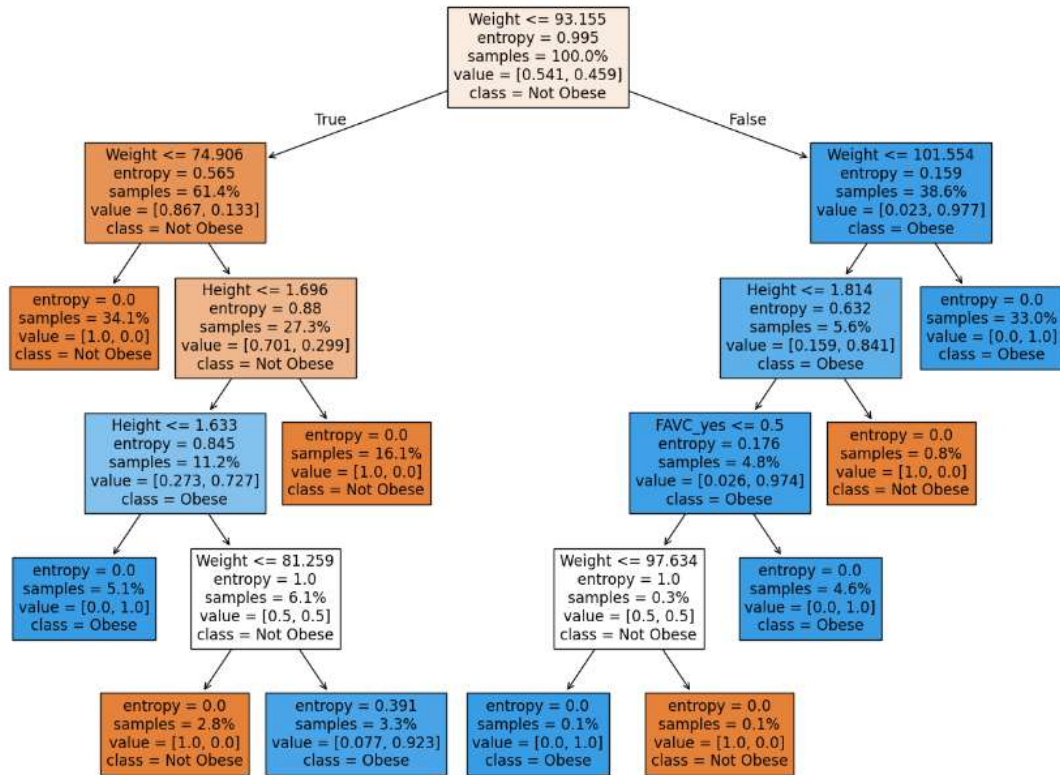 Weight <= 93.155
entropy = 0.995
samples = 100.0%
value = [0.541, 0.459]
class = Not Obese
True
False
Weight <= 74.906
entropy = 0.565
samples = 61.4%
value = [0.867, 0.133]
class = Not Obese
Weight <= 101.554
entropy = 0.159
samples = 38.6%
value = [0.023, 0.977]
class = Obese
entropy = 0.0
samples = 34.1%
value = [1.0, 0.0]
class = Not Obese
Height <= 1.696
entropy = 0.88
samples = 27.3%
value = [0.701, 0.299]
class = Not Obese
Height <= 1.814
entropy = 0.632
samples = 5.6%
value = [0.159, 0.841]
class = Obese
entropy = 0.0
samples = 33.0%
value = [0.0, 1.0]
class = Obese
Height <= 1.633
entropy = 0.845
samples = 11.2%
value = [0.273, 0.727]
class = Obese
entropy = 0.0
samples = 16.1%
value = [1.0, 0.0]
class = Not Obese
FAVC_yes <= 0.5
entropy = 0.176
samples = 4.8%
value = [0.026, 0.974]
class = Obese
entropy = 0.0
samples = 0.8%
value = [1.0, 0.0]
class = Not Obese
entropy = 0.0
samples = 5.1%
value = [0.0, 1.0]
class = Obese
Weight <= 81.259
entropy = 1.0
samples = 6.1%
value = [0.5, 0.5]
class = Not Obese
Weight <= 97.634
entropy = 1.0
samples = 0.3%
value = [0.5, 0.5]
class = Not Obese
entropy = 0.0
samples = 4.6%
value = [0.0, 1.0]
class = Obese
entropy = 0.0
samples = 2.8%
value = [1.0, 0.0]
class = Not Obese
entropy = 0.391
samples = 3.3%
value = [0.077, 0.923]
class = Obese
entropy = 0.0
samples = 0.1%
value = [0.0, 1.0]
class = Obese
entropy = 0.0
samples = 0.1%
value = [1.0, 0.0]
class = Not Obese